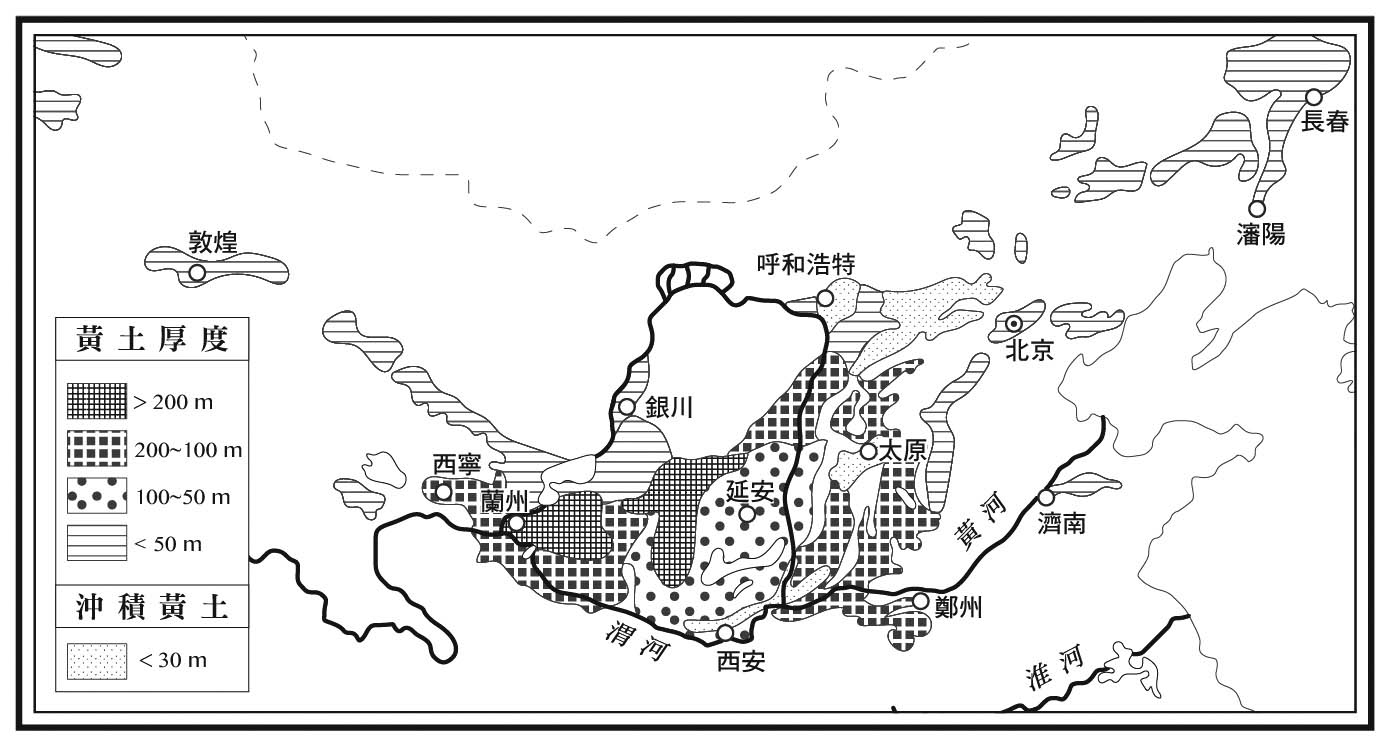 長春
瀋陽
敦煌
呼和浩特
北京
銀川
太原
西寧
蘭州
延安
濟南
黃河
鄭州
渭河
西安
淮河
黃土厚度
> 200 m
200~100 m
100~50 m
< 50 m
沖積黃土
< 30 m